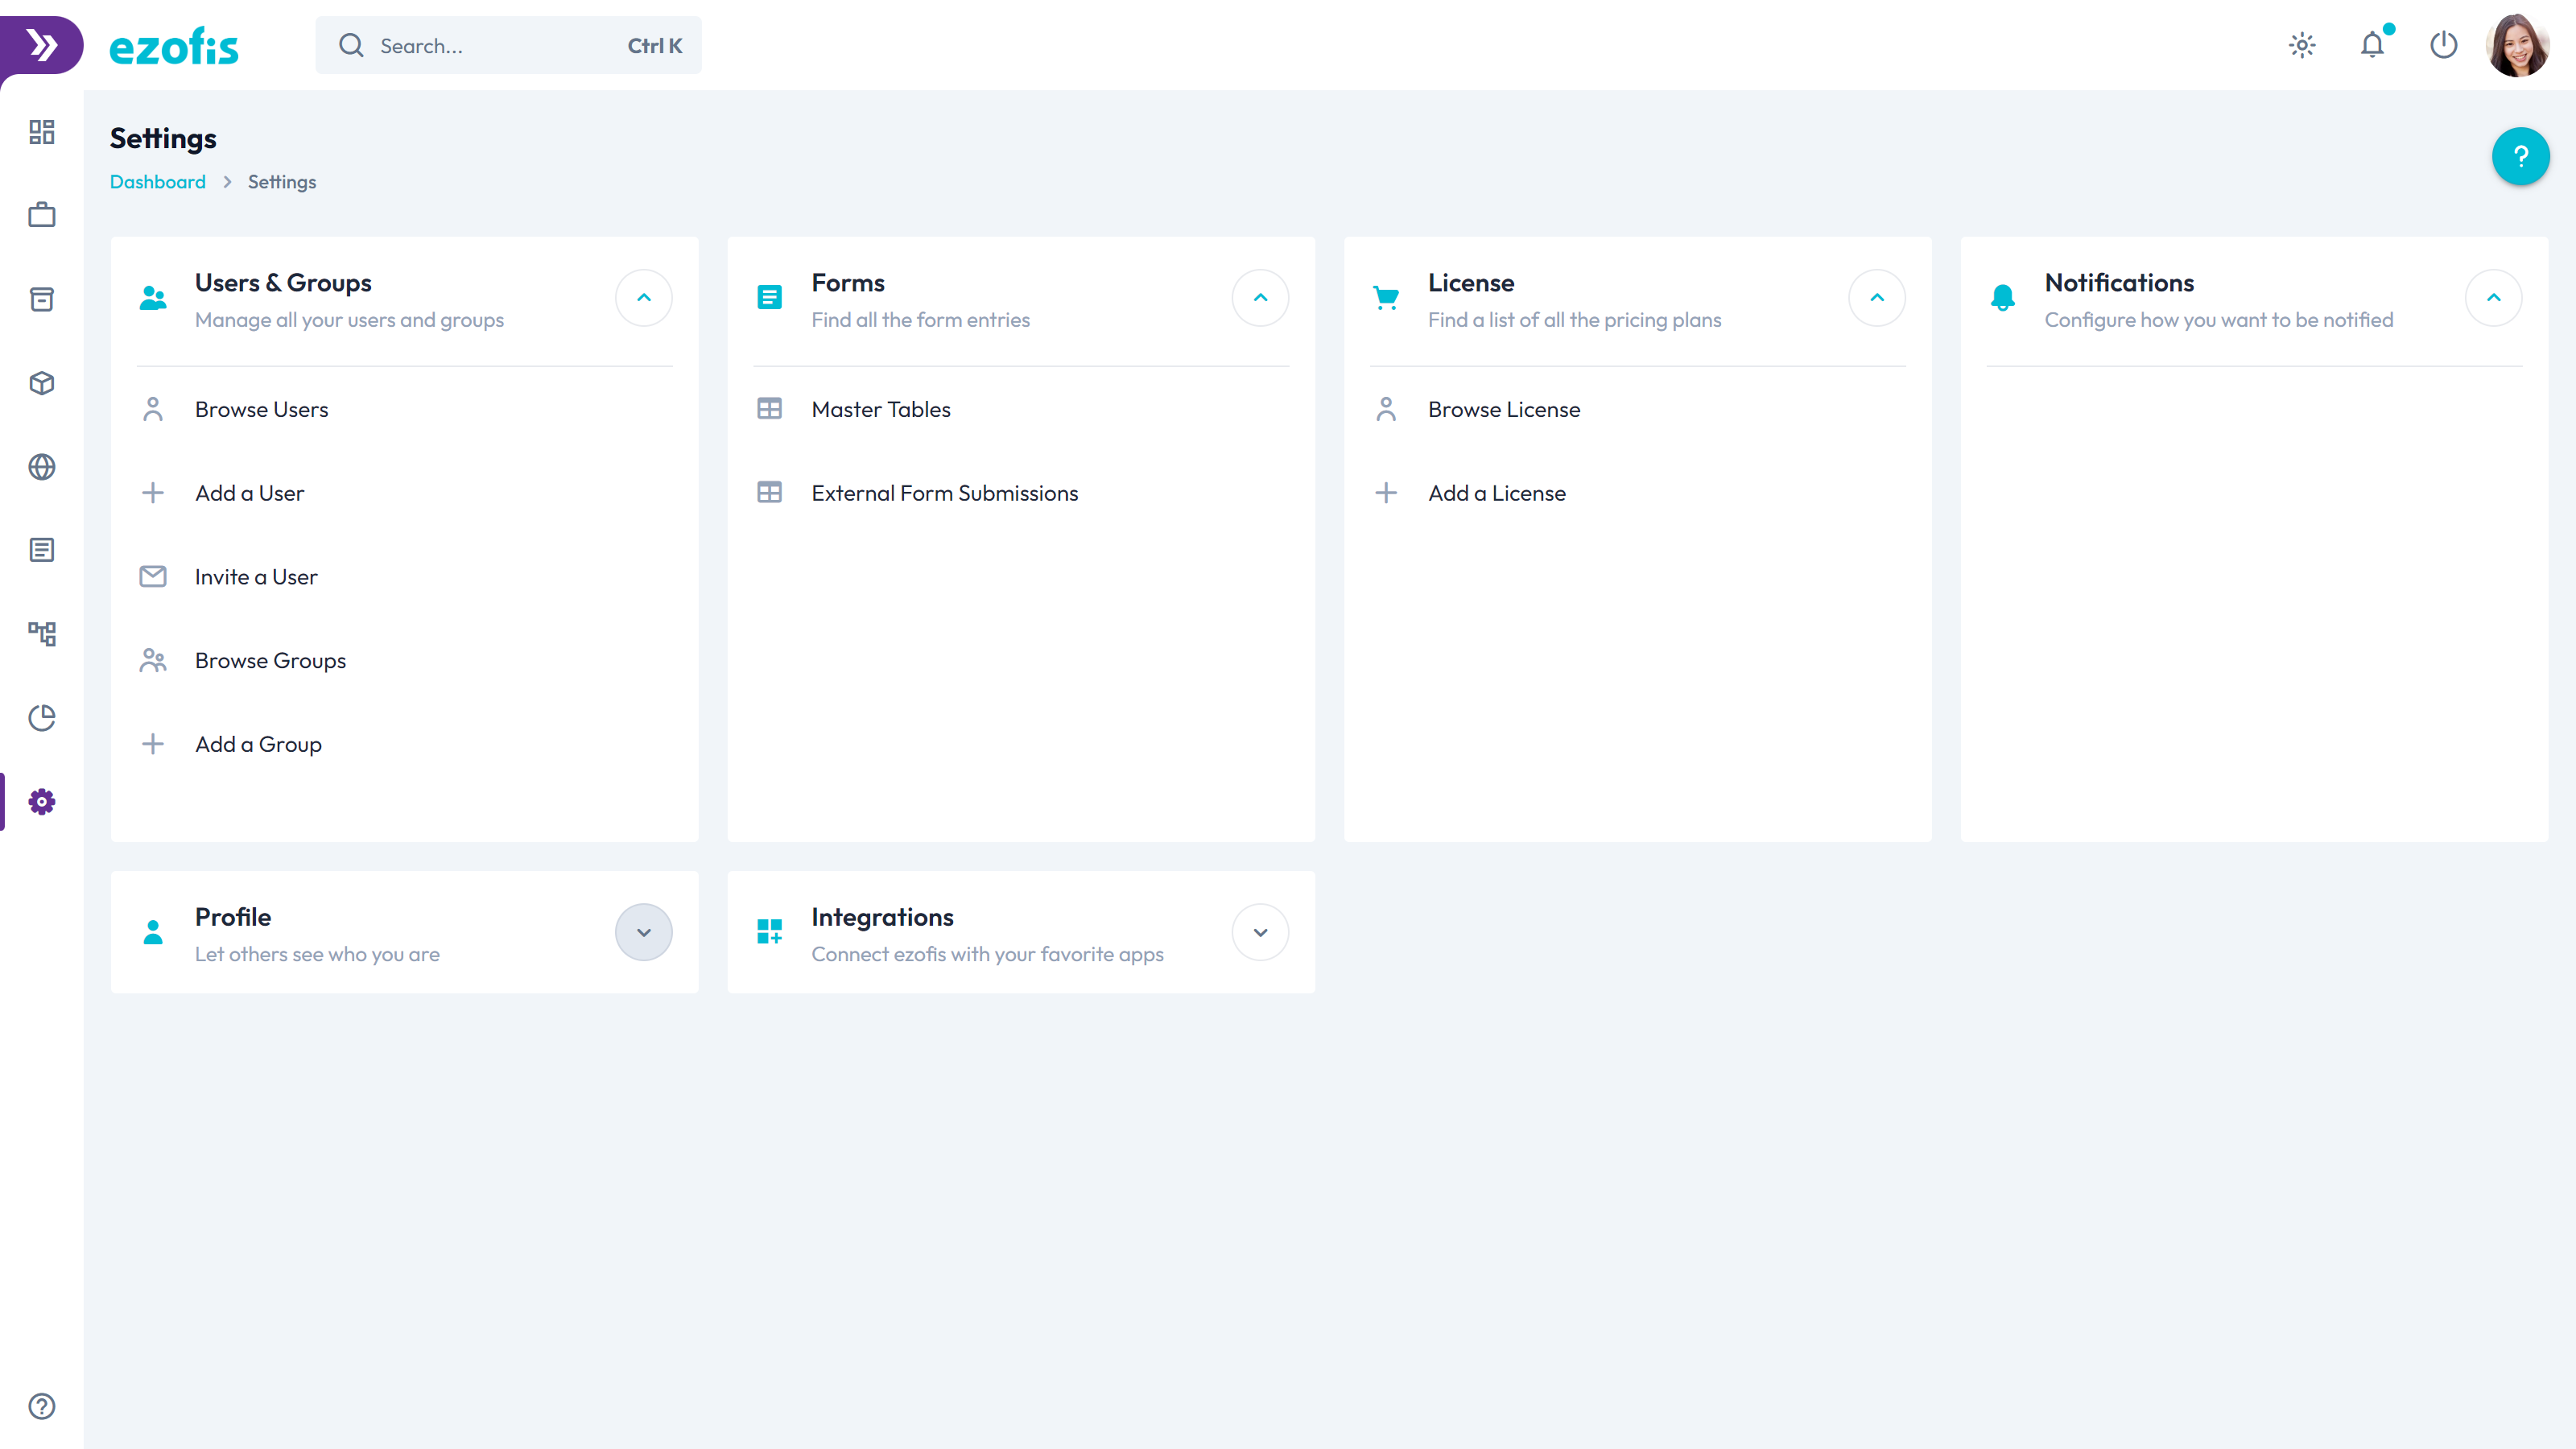 ezofis
Search...
Ctrl K
Settings
Dashboard
Settings
?
Users & Groups
Manage all your users and groups
Browse Users
Add a User
Invite a User
Browse Groups
Add a Group
Forms
Find all the form entries
Master Tables
External Form Submissions
License
Find a list of all the pricing plans
Browse License
Add a License
Notifications
Configure how you want to be notified
Profile
Let others see who you are
Integrations
Connect ezofis with your favorite apps